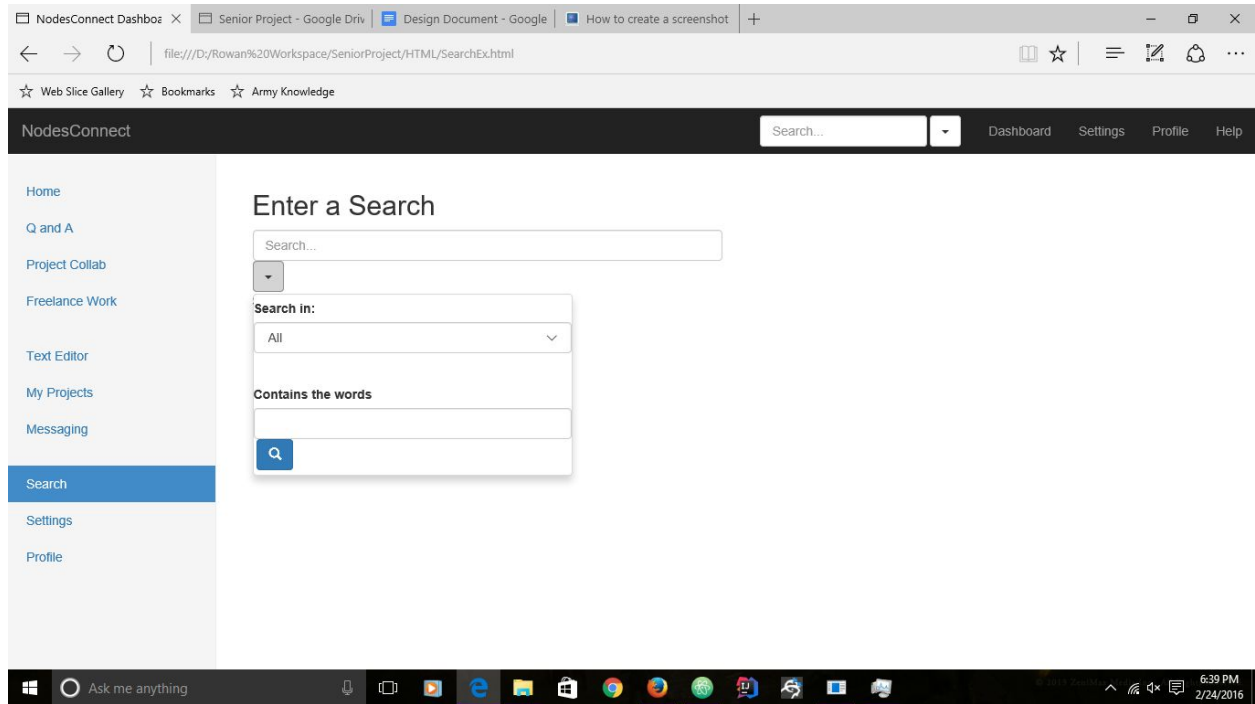 NodesConnect Dashboa
Senior Project - Google Driv
Design Document - Google
How to create a screenshot
file:///D:/Rowan%20Workspace/SeniorProject/HTML/SearchEx.html
Web Slice Gallery Bookmarks Army Knowledge
NodesConnect Search... Dashboard Settings Profile Help
Home
Q and A
Project Collab
Freelance Work
Text Editor
My Projects
Messaging
Search
Settings
Profile
Enter a Search
Search...
Search in:
All
Contains the words
Ask me anything
6:39 PM
2/24/2016